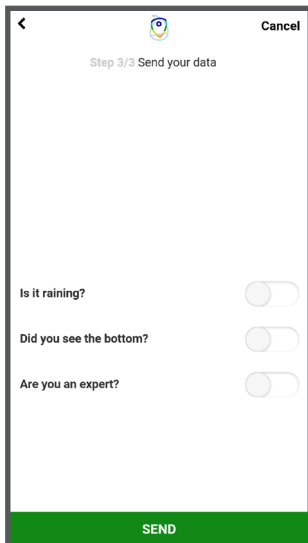 Cancel
Step 3/3 Send your data
Is it raining?
Did you see the bottom?
Are you an expert?
SEND